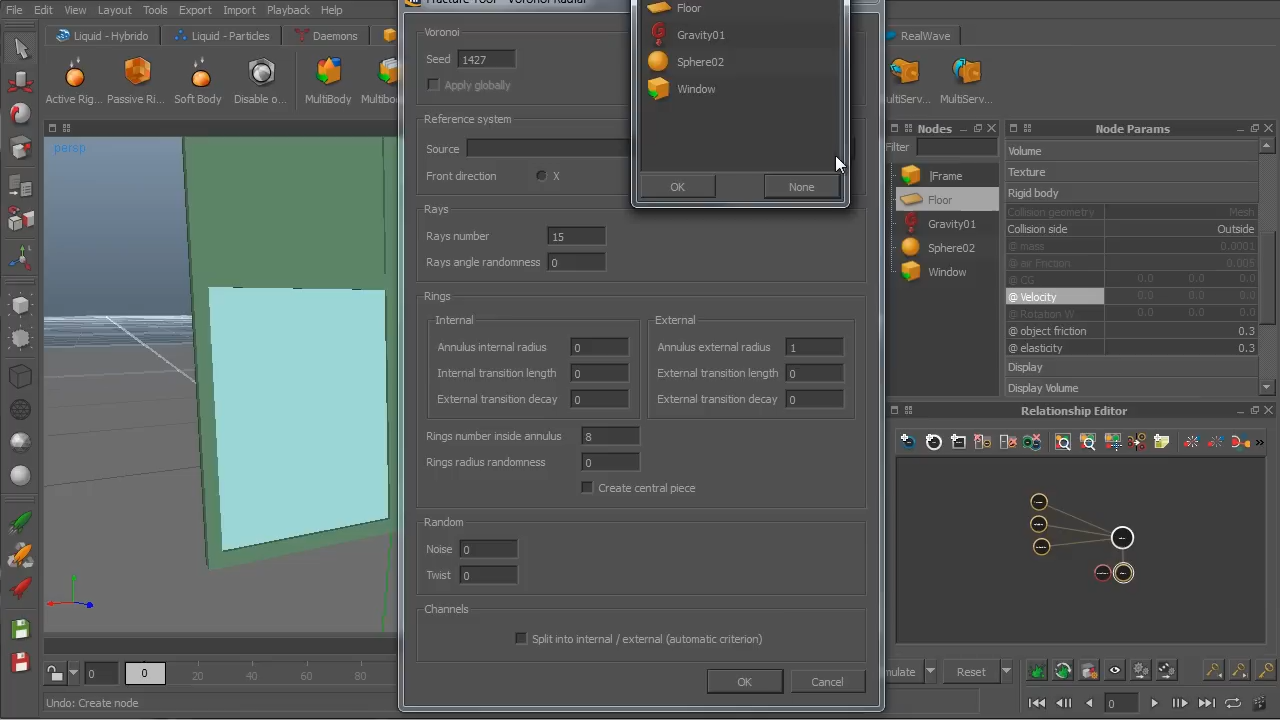 Fracture Tool - Voronoi Radial
File Edit View Layout Tools Export Import Playback Help
Floor
Voronoi
Gravity01
Liquid - Hybrido Liquid - Particles Daemons RealWave
Seed 1427
Sphere02
Apply globally
Window
Active Rig... Passive Ri... Soft Body Disable o... MultiBody Multibod MultiServ...
Reference system
Nodes Node Params
persp
Source
Filter
Volume
Front direction X
OK None
|Frame
Texture
Floor
Rigid body
Rays
Collision geometry Mesh
Gravity01
Collision side Outside
Rays number 15
Sphere02
@ mass 0.0001
Rays angle randomness 0
Window
@ air Friction 0.005
@ CG 0.0 0.0 0.0
Rings
@ Velocity 0.0 0.0 0.0
Internal External
@ Rotation W 0.0 0.0 0.0
@ object friction 0.3
Annulus internal radius 0 Annulus external radius 1
@ elasticity 0.3
Internal transition length 0 External transition length 0
Display
External transition decay 0 External transition decay 0
Display Volume
Relationship Editor
Rings number inside annulus 8
Rings radius randomness 0
Create central piece
Random
Noise 0
Twist 0
Channels
Split into internal / external (automatic criterion)
0 0 20 40 60 80 100 120 140
OK Cancel
Reset
Undo: Create node
0